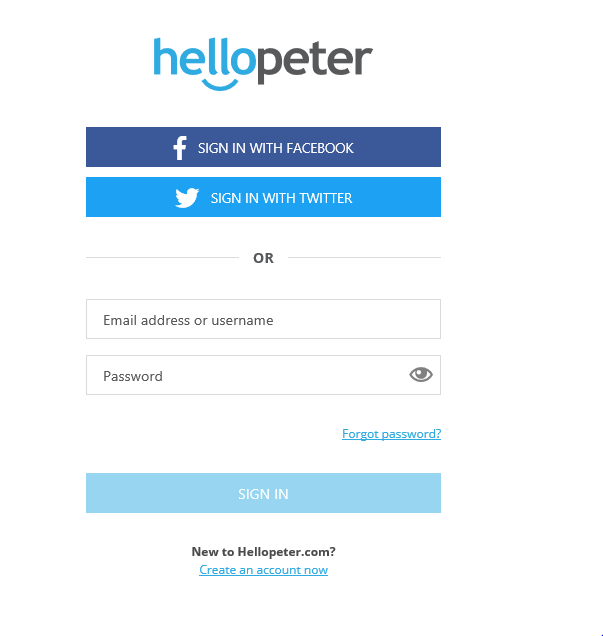 hellopeter
SIGN IN WITH FACEBOOK
SIGN IN WITH TWITTER
OR
Email address or username
Password
Forgot password?
SIGN IN
New to Hellopeter.com?
Create an account now